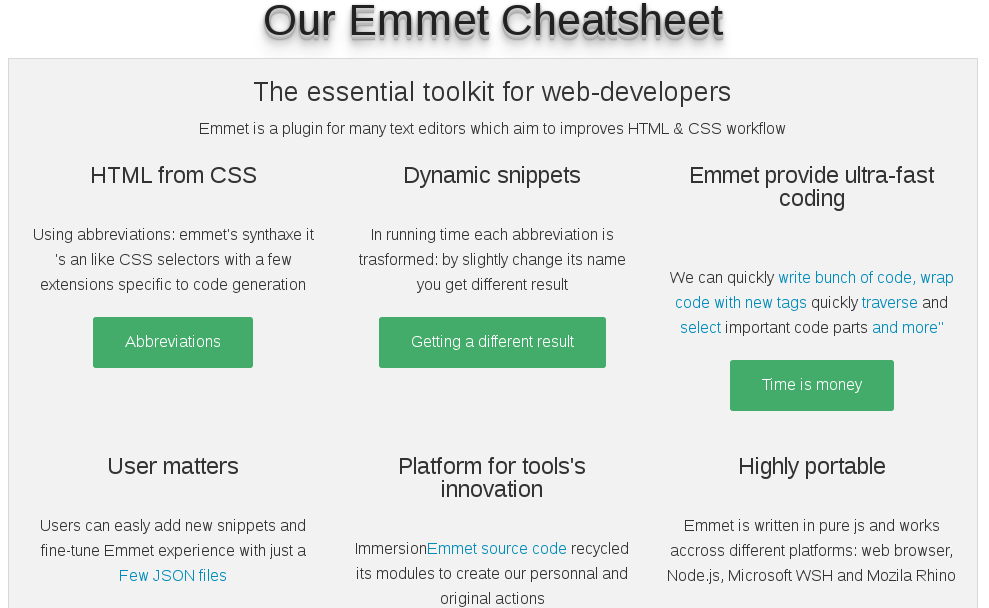 Our Emmet Cheatsheet
The essential toolkit for web-developers
Emmet is a plugin for many text editors which aim to improves HTML & CSS workflow
HTML from CSS
Using abbreviations: emmet's synthaxe it
's an like CSS selectors with a few
extensions specific to code generation
Abbreviations
Dynamic snippets
In running time each abbreviation is
trasformed: by slightly change its name
you get different result
Getting a different result
Emmet provide ultra-fast
coding
We can quickly write bunch of code, wrap
code with new tags quickly traverse and
select important code parts and more"
Time is money
User matters
Users can easly add new snippets and
fine-tune Emmet experience with just a
Few JSON files
Platform for tools's
innovation
ImmersionEmmet source code recycled
its modules to create our personnal and
original actions
Highly portable
Emmet is written in pure js and works
accross different platforms: web browser,
Node.js, Microsoft WSH and Mozila Rhino